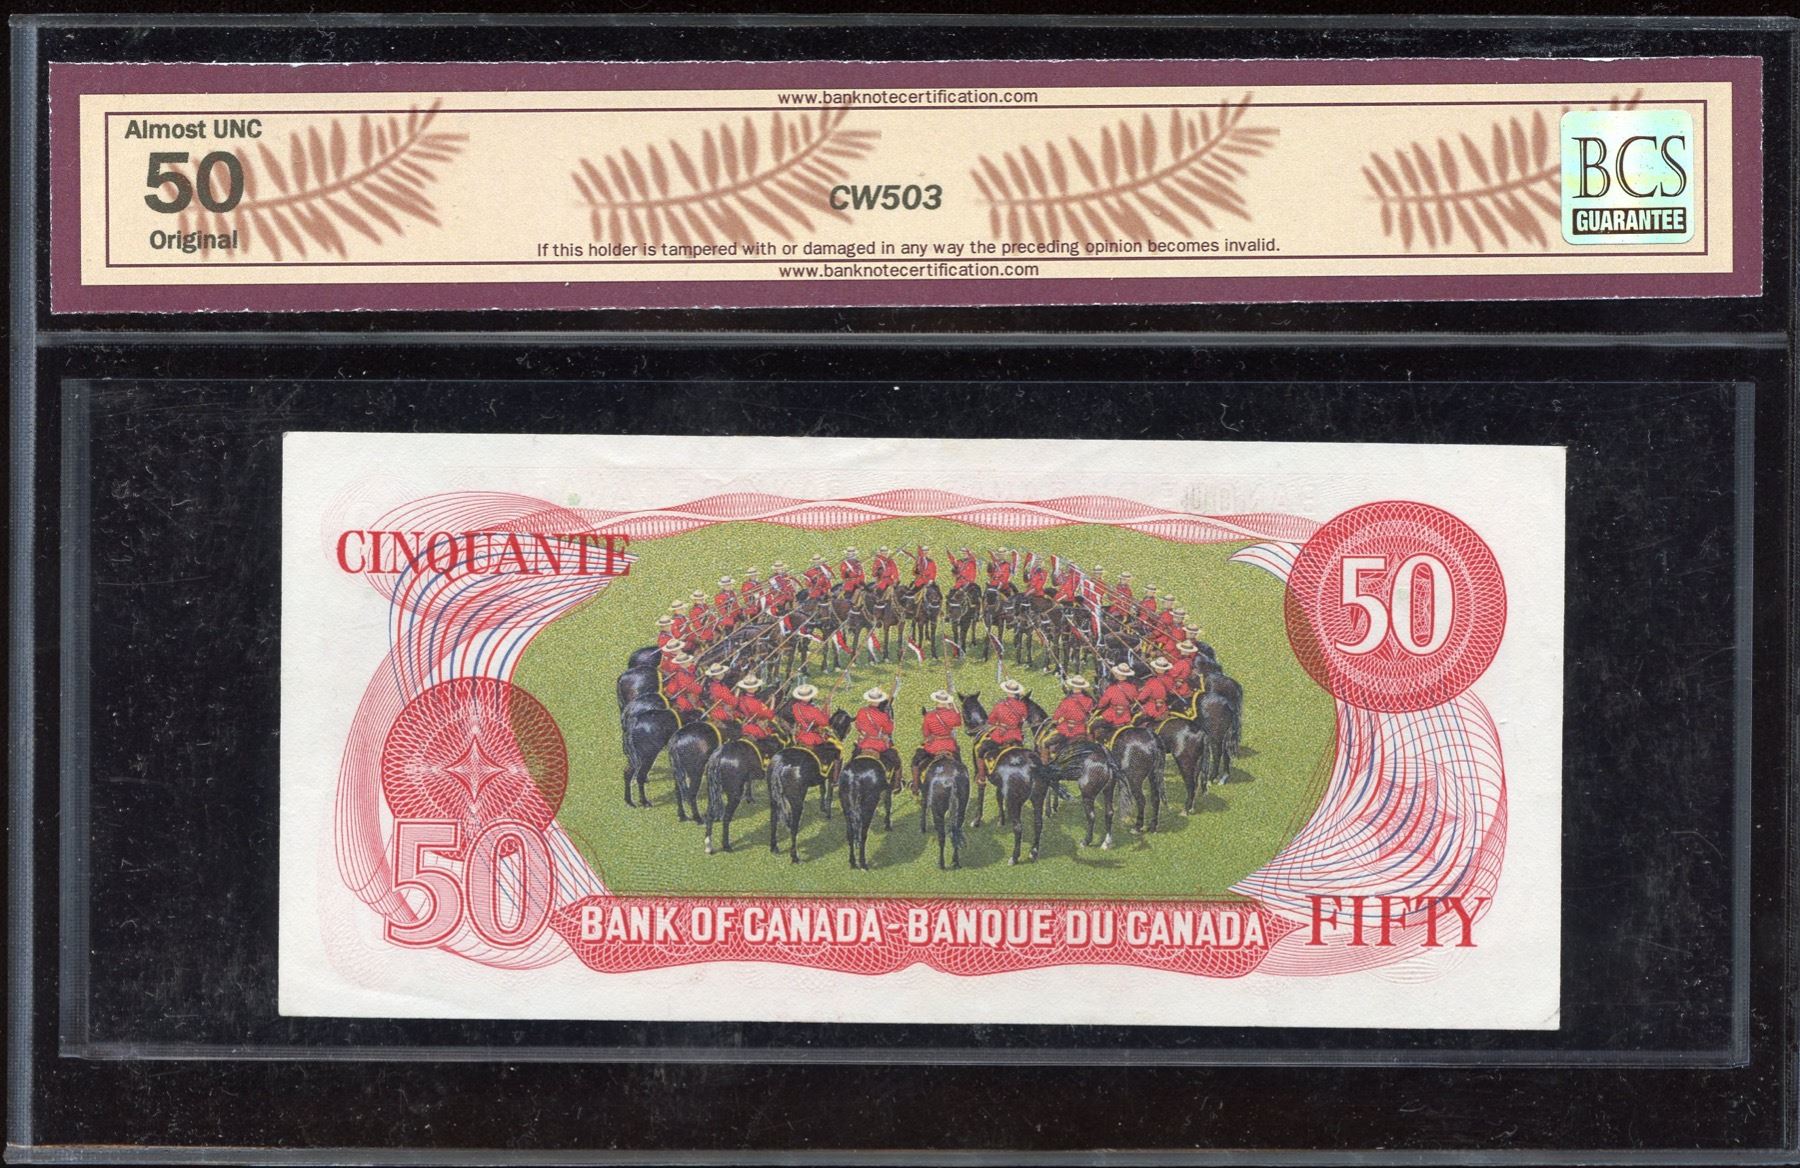 www.banknotecertification.com
Almost UNC
50
Original
CW503
BCS
GUARANTEE
If this holder is tampered with or damaged in any way the preceding opinion becomes invalid.
www.banknotecertification.com
CINQUANTE
50
50
BANK OF CANADA-BANQUE DU CANADA
FIFTY